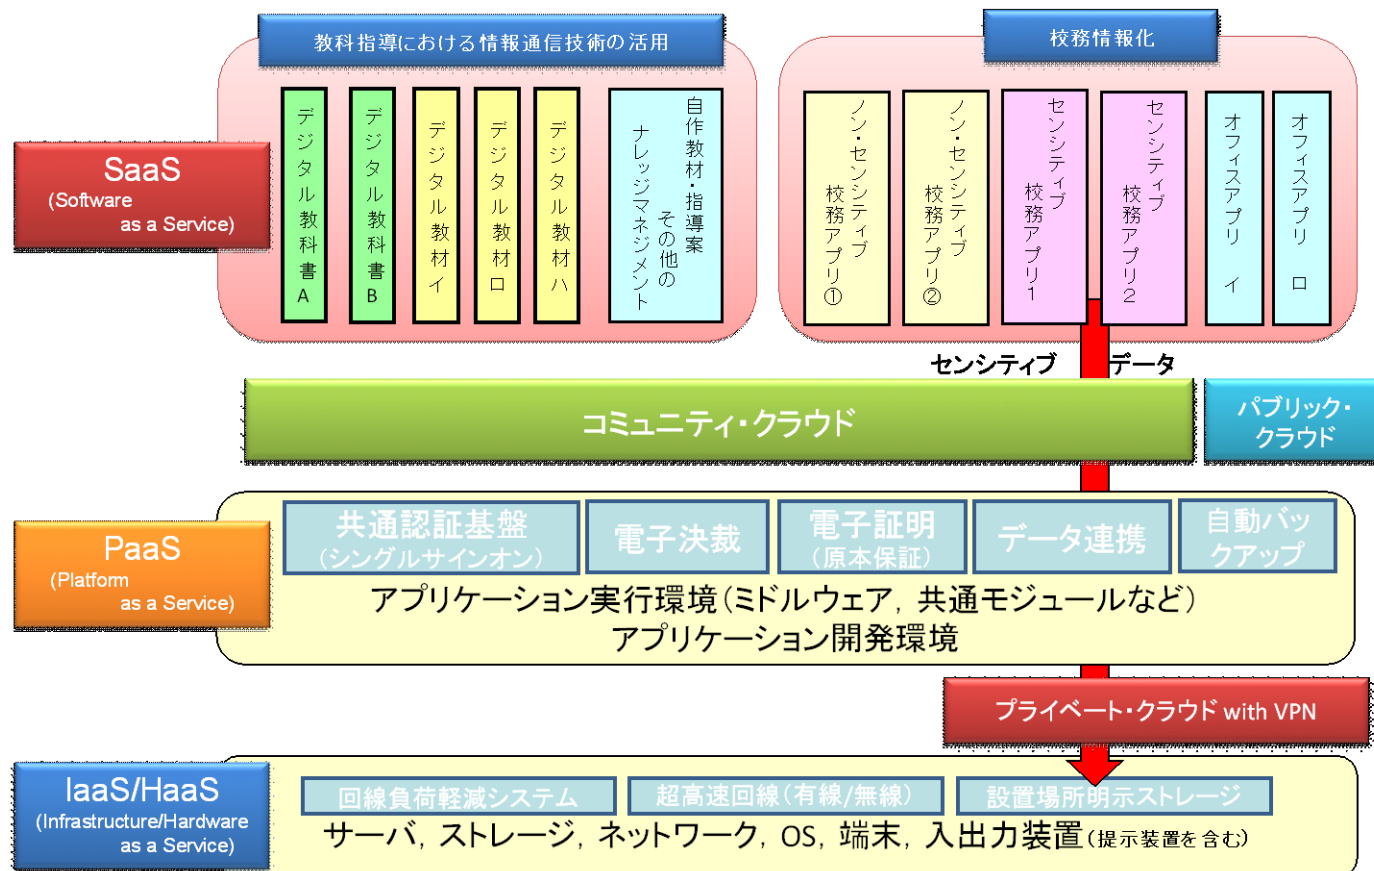 教科指導における情報通信技術の活用
校務情報化
SaaS
(Software
as a Service)
デジタル教科書A
デジタル教科書B
デジタル教材イ
デジタル教材ロ
デジタル教材ハ
自作教材・指導案
その他の
ナレッジマネジメント
ノン・センシティブ
校務アプリ①
ノン・センシティブ
校務アプリ②
センシティブ
校務アプリ1
センシティブ
校務アプリ2
オフィスアプリ イ
オフィスアプリ ロ
センシティブ データ
コミュニティ・クラウド
パブリック・
クラウド
PaaS
(Platform
as a Service)
共通認証基盤
(シングルサインオン)
電子決裁
電子証明
(原本保証)
データ連携
自動バッ
クアップ
アプリケーション実行環境(ミドルウェア, 共通モジュールなど)
アプリケーション開発環境
プライベート・クラウド with VPN
IaaS/HaaS
(Infrastructure/Hardware
as a Service)
回線負荷軽減システム
超高速回線(有線/無線)
設置場所明示ストレージ
サーバ, ストレージ, ネットワーク, OS, 端末, 入出力装置(提示装置を含む)